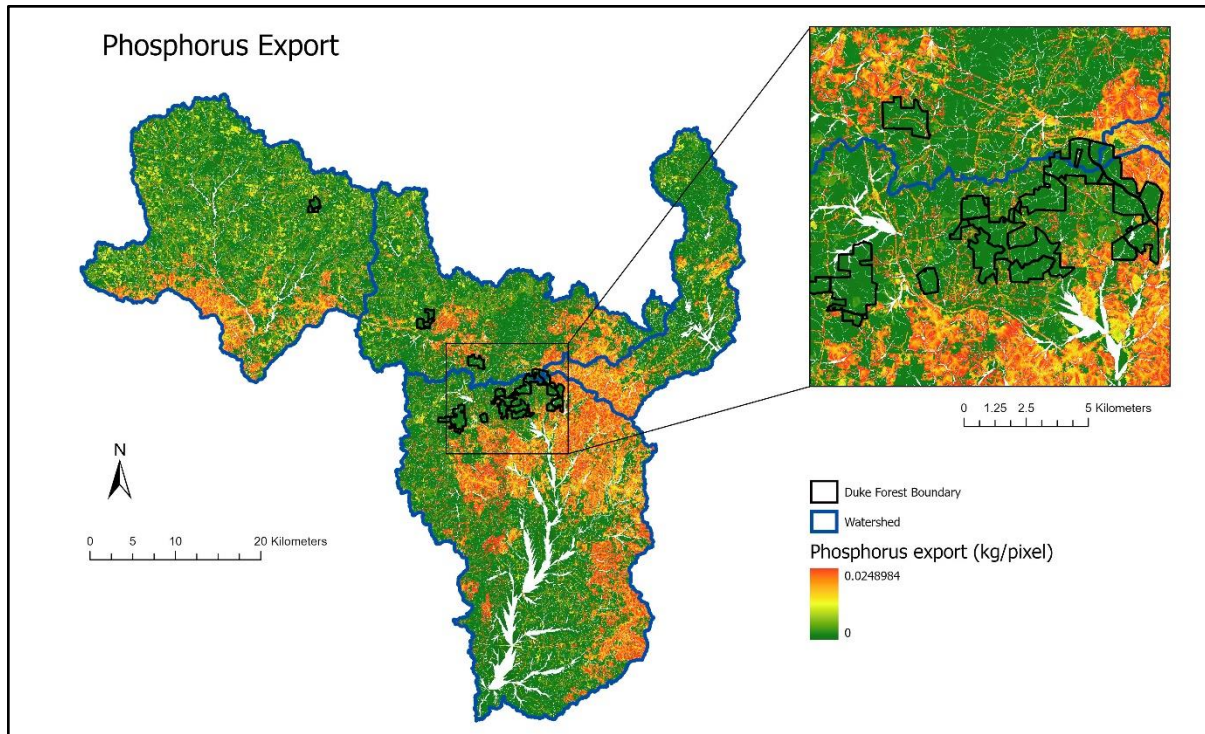 Phosphorus Export
N
0 5 10 20 Kilometers
0 1.25 2.5 5 Kilometers
Duke Forest Boundary
Watershed
Phosphorus export (kg/pixel)
0.0248984
0